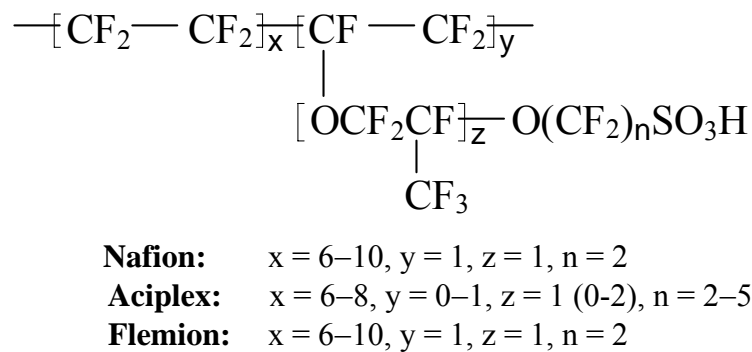 [CF2 CF2]x [CF CF2]y
[OCF2CF]z O(CF2)nSO3H
CF3
Nafion: x = 6–10, y = 1, z = 1, n = 2
Aciplex: x = 6–8, y = 0–1, z = 1 (0-2), n = 2–5
Flemion: x = 6–10, y = 1, z = 1, n = 2